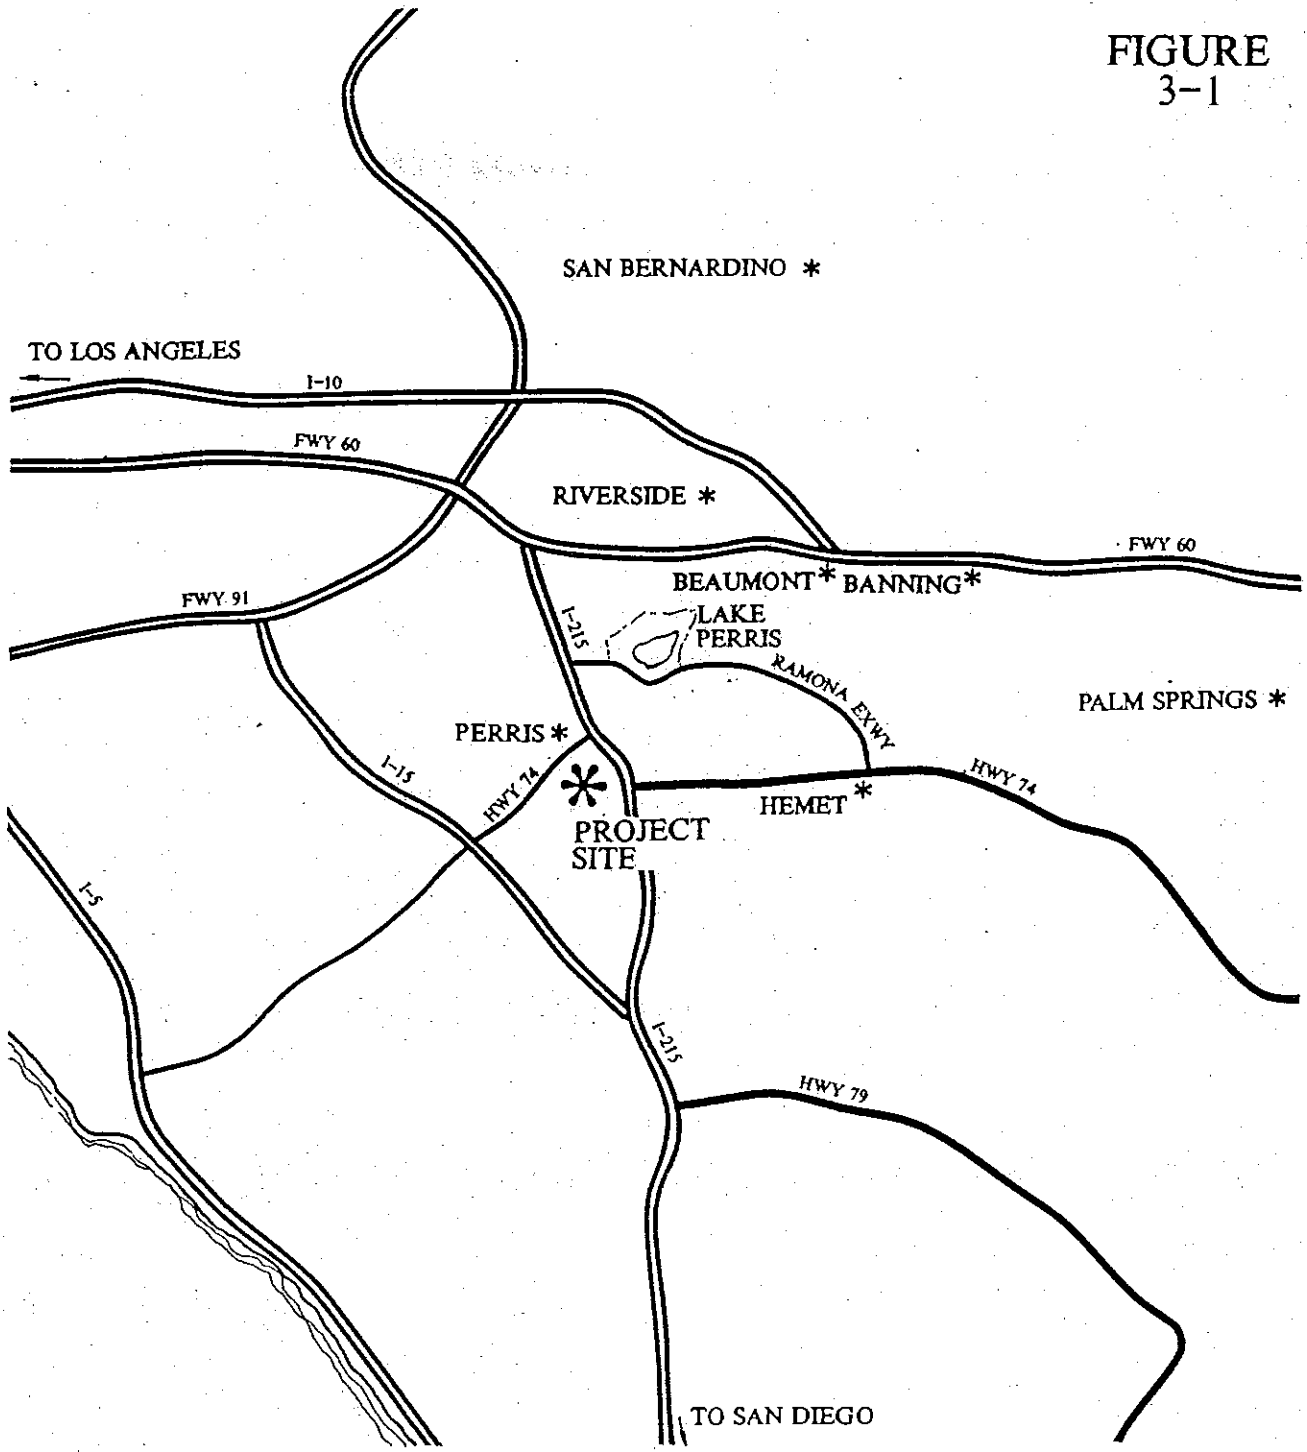 FIGURE
3-1
SAN BERNARDINO *
TO LOS ANGELES
I-10
FWY 60
RIVERSIDE *
FWY 60
BEAUMONT * BANNING *
FWY 91
I-215
LAKE
PERRIS
RAMONA EXWY
PALM SPRINGS *
PERRIS *
I-15
HWY 74
HWY 74
HEMET *
PROJECT
SITE
I-5
I-215
HWY 79
TO SAN DIEGO